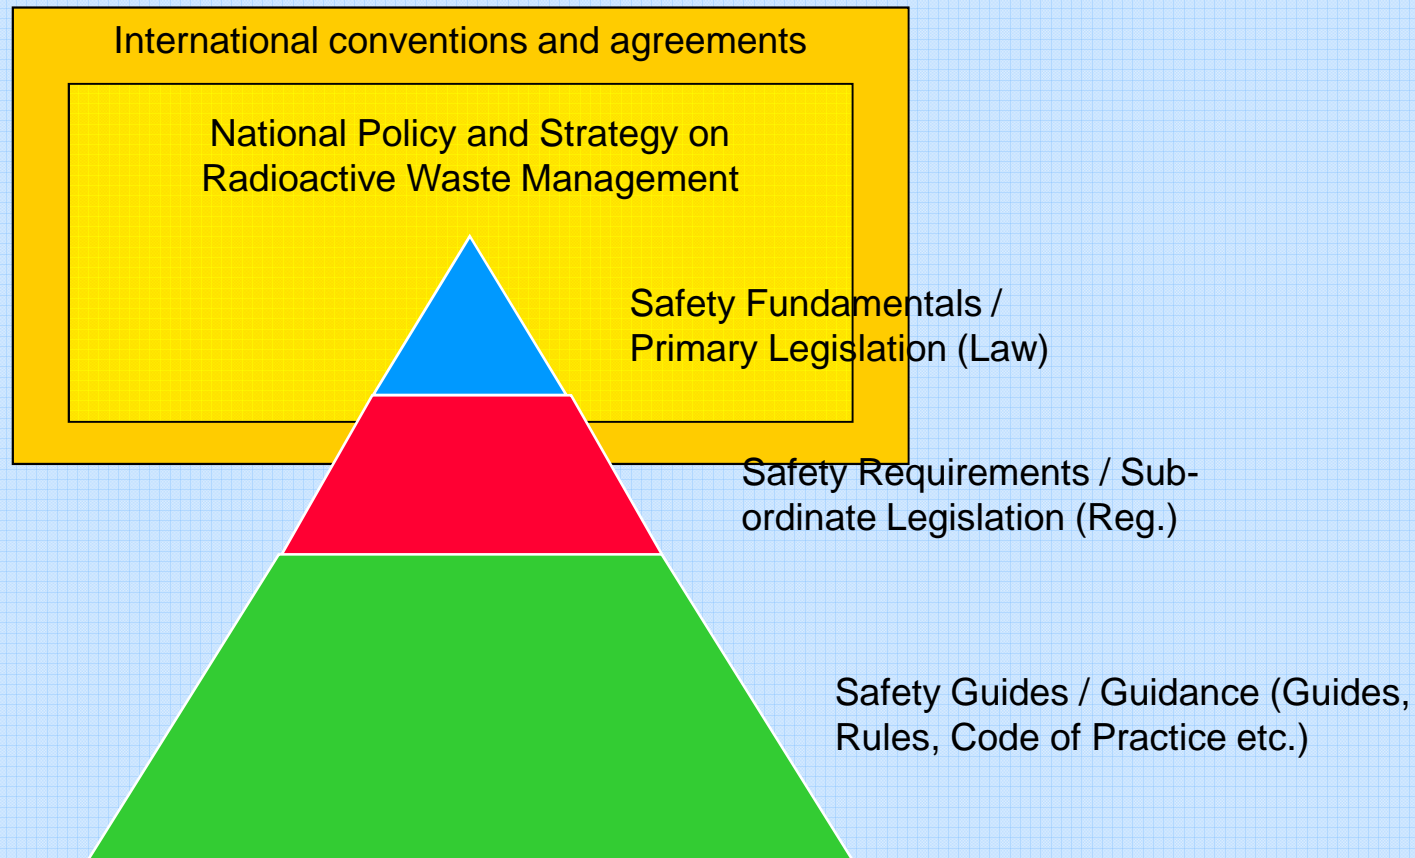 International conventions and agreements
National Policy and Strategy on
Radioactive Waste Management
Safety Fundamentals /
Primary Legislation (Law)
Safety Requirements / Sub-
ordinate Legislation (Reg.)
Safety Guides / Guidance (Guides,
Rules, Code of Practice etc.)